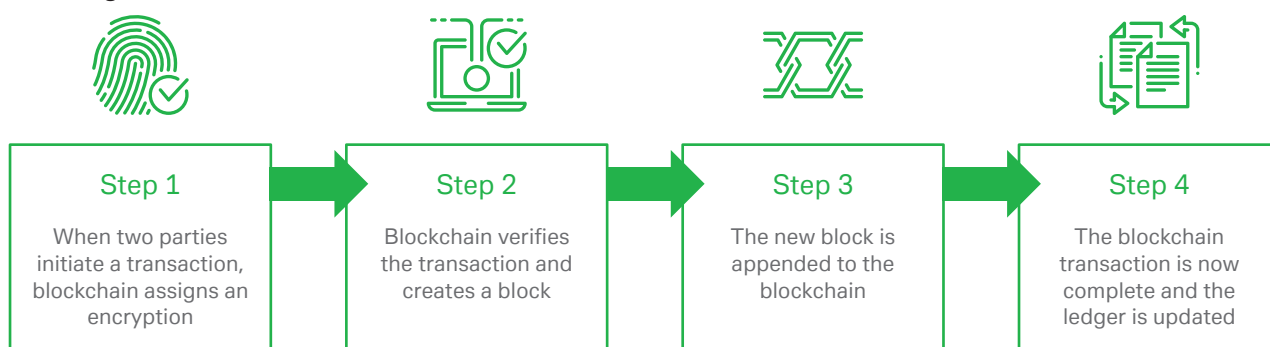 Step 1
When two parties
initiate a transaction,
blockchain assigns an
encryption
Step 2
Blockchain verifies
the transaction and
creates a block
Step 3
The new block is
appended to the
blockchain
Step 4
The blockchain
transaction is now
complete and the
ledger is updated